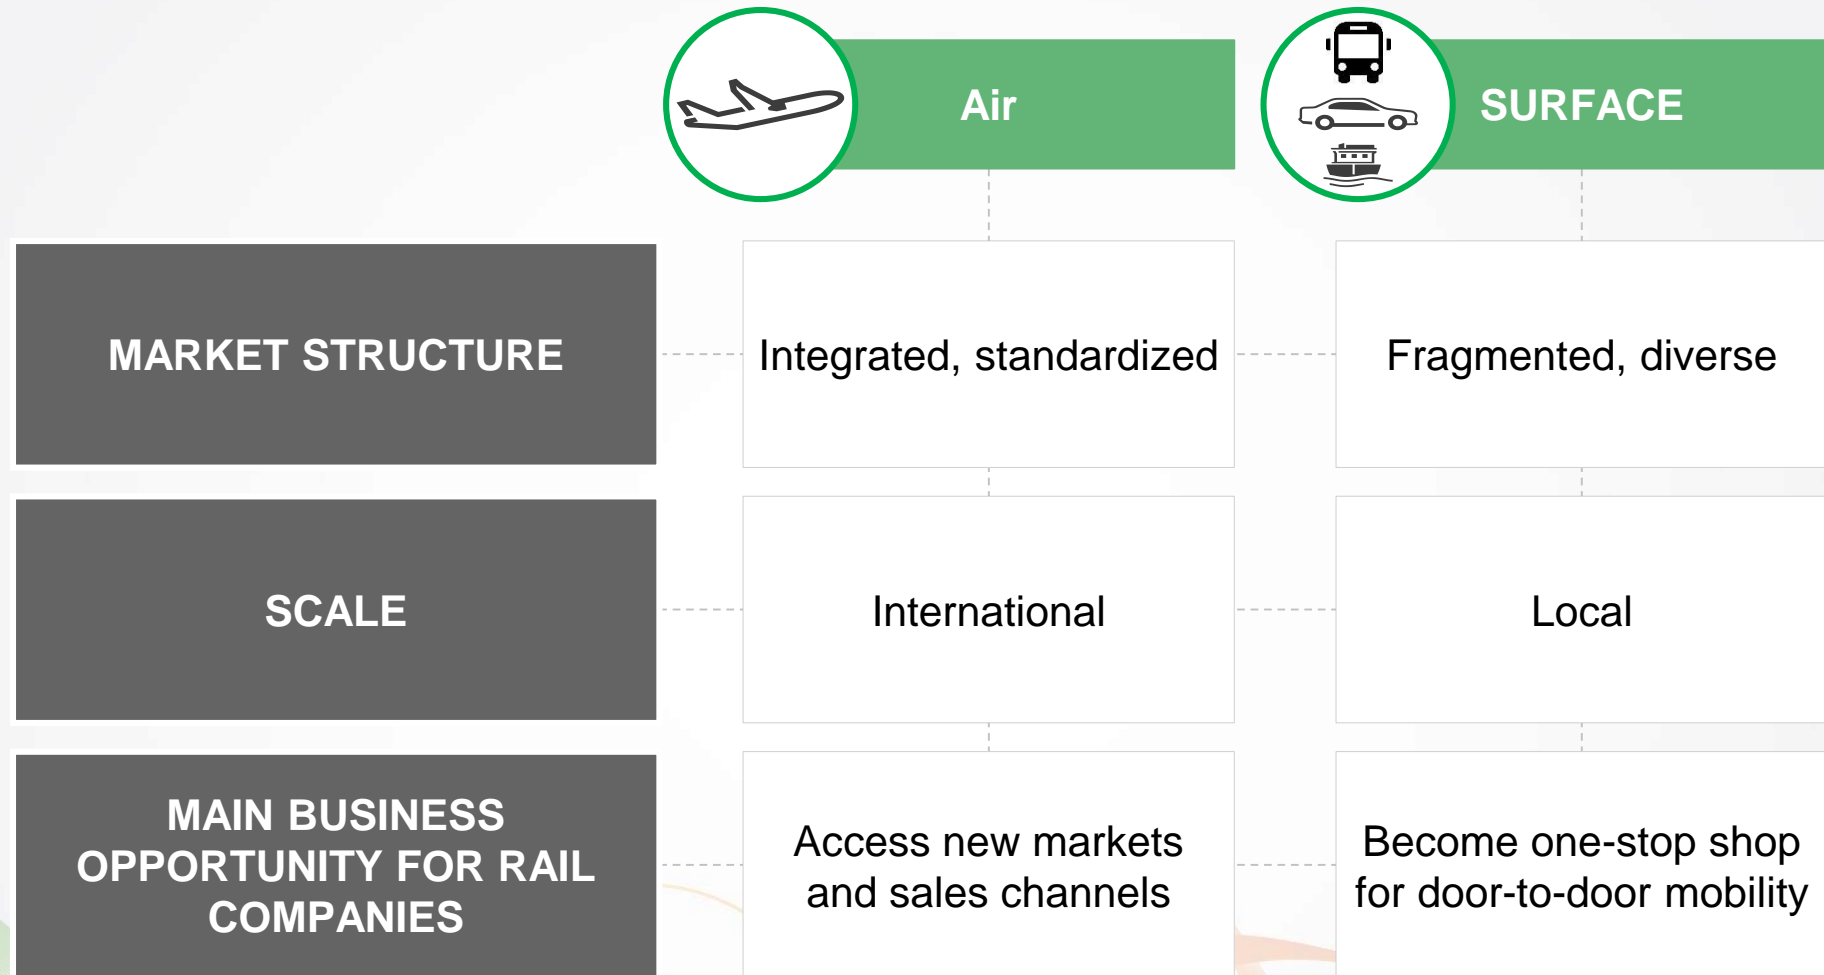 Air
SURFACE
MARKET STRUCTURE
Integrated, standardized
Fragmented, diverse
SCALE
International
Local
MAIN BUSINESS
OPPORTUNITY FOR RAIL
COMPANIES
Access new markets
and sales channels
Become one-stop shop
for door-to-door mobility